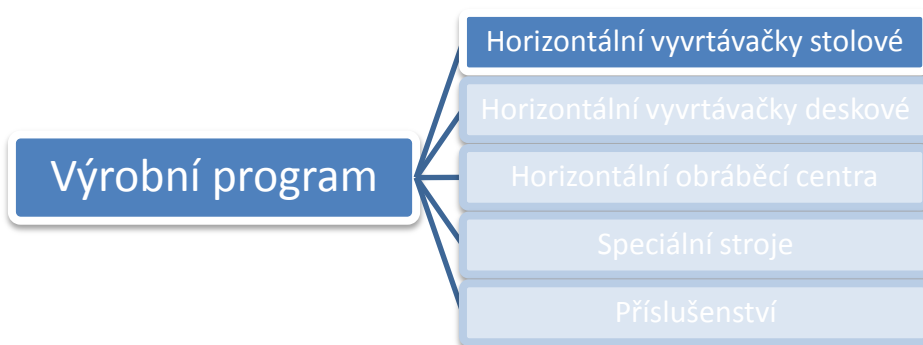 Výrobní program
Horizontální vyvrtávačky stolové
Horizontální vyvrtávačky deskové
Horizontální obráběcí centra
Speciální stroje
Příslušenství